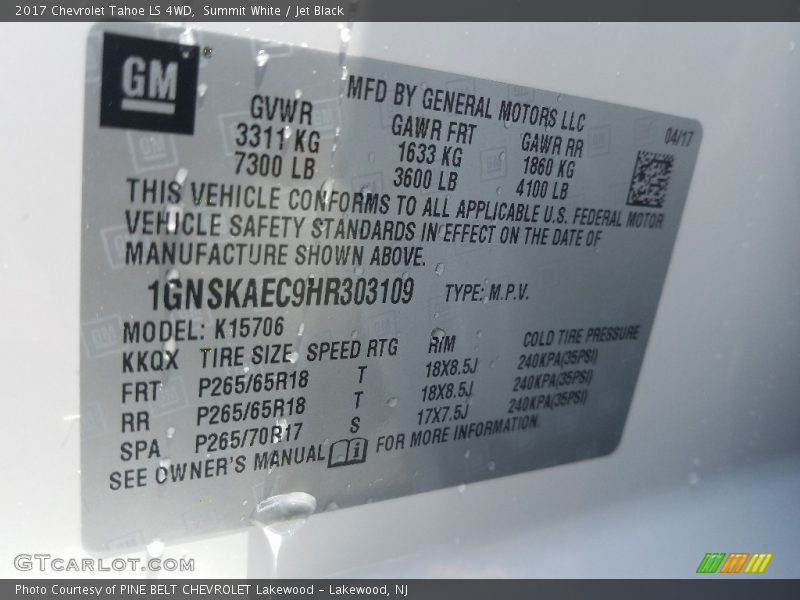 2017 Chevrolet Tahoe LS 4WD, Summit White / Jet Black
GM
MFD BY GENERAL MOTORS LLC
04/17
GVWR GAWR FRT GAWR RR
3311 KG 1633 KG 1860 KG
7300 LB 3600 LB 4100 LB
THIS VEHICLE CONFORMS TO ALL APPLICABLE U.S. FEDERAL MOTOR
VEHICLE SAFETY STANDARDS IN EFFECT ON THE DATE OF
MANUFACTURE SHOWN ABOVE.
1GNSKAEC9HR303109 TYPE: M.P.V.
MODEL: K15706
KKQX TIRE SIZE SPEED RTG RIM COLD TIRE PRESSURE
FRT P265/65R18 T 18X8.5J 240KPA(35PSI)
RR P265/65R18 T 18X8.5J 240KPA(35PSI)
SPA P265/70R17 S 17X7.5J 240KPA(35PSI)
SEE OWNER'S MANUAL i FOR MORE INFORMATION.
GTCarLot.com
Photo Courtesy of PINE BELT CHEVROLET Lakewood - Lakewood, NJ